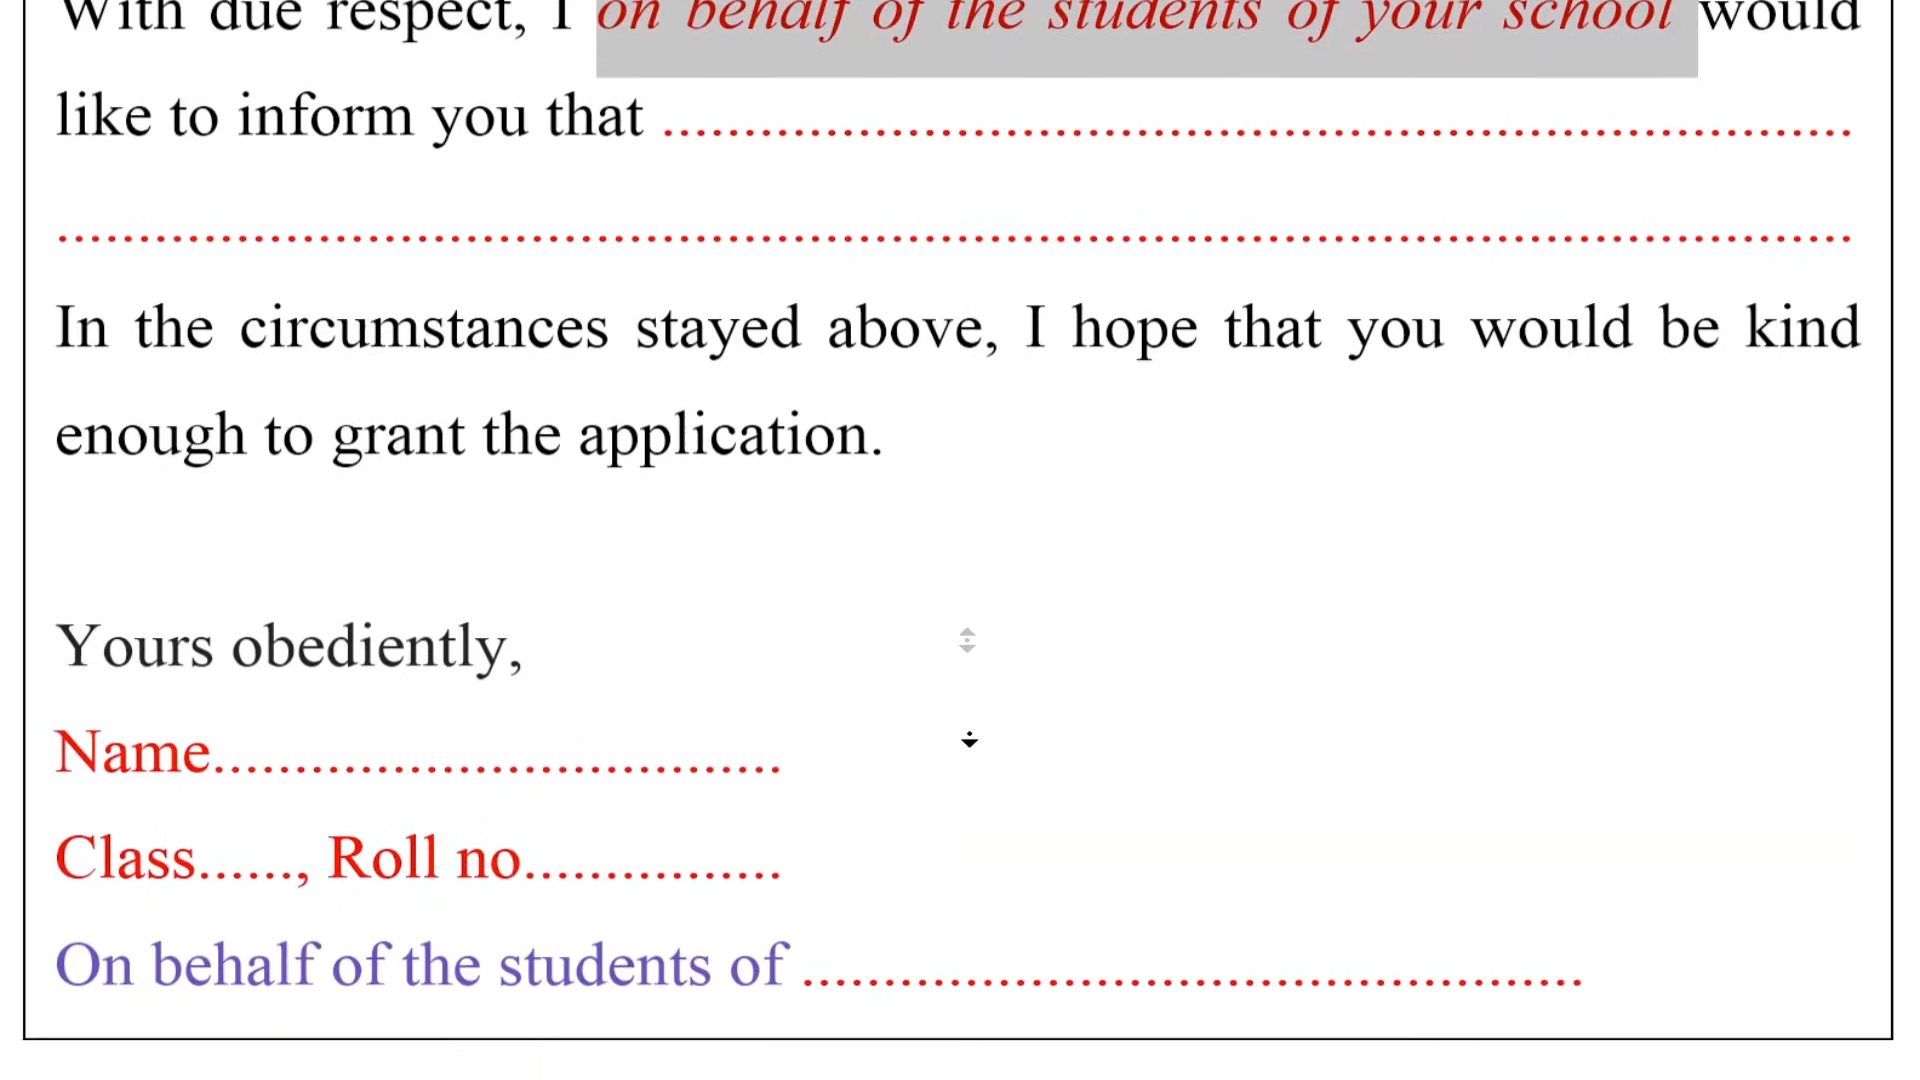 With due respect, I on behalf of the students of your school would
like to inform you that ........................................................................
.............................................................................................................
In the circumstances stayed above, I hope that you would be kind
enough to grant the application.
Yours obediently,
Name...................................
Class......, Roll no................
On behalf of the students of ................................................